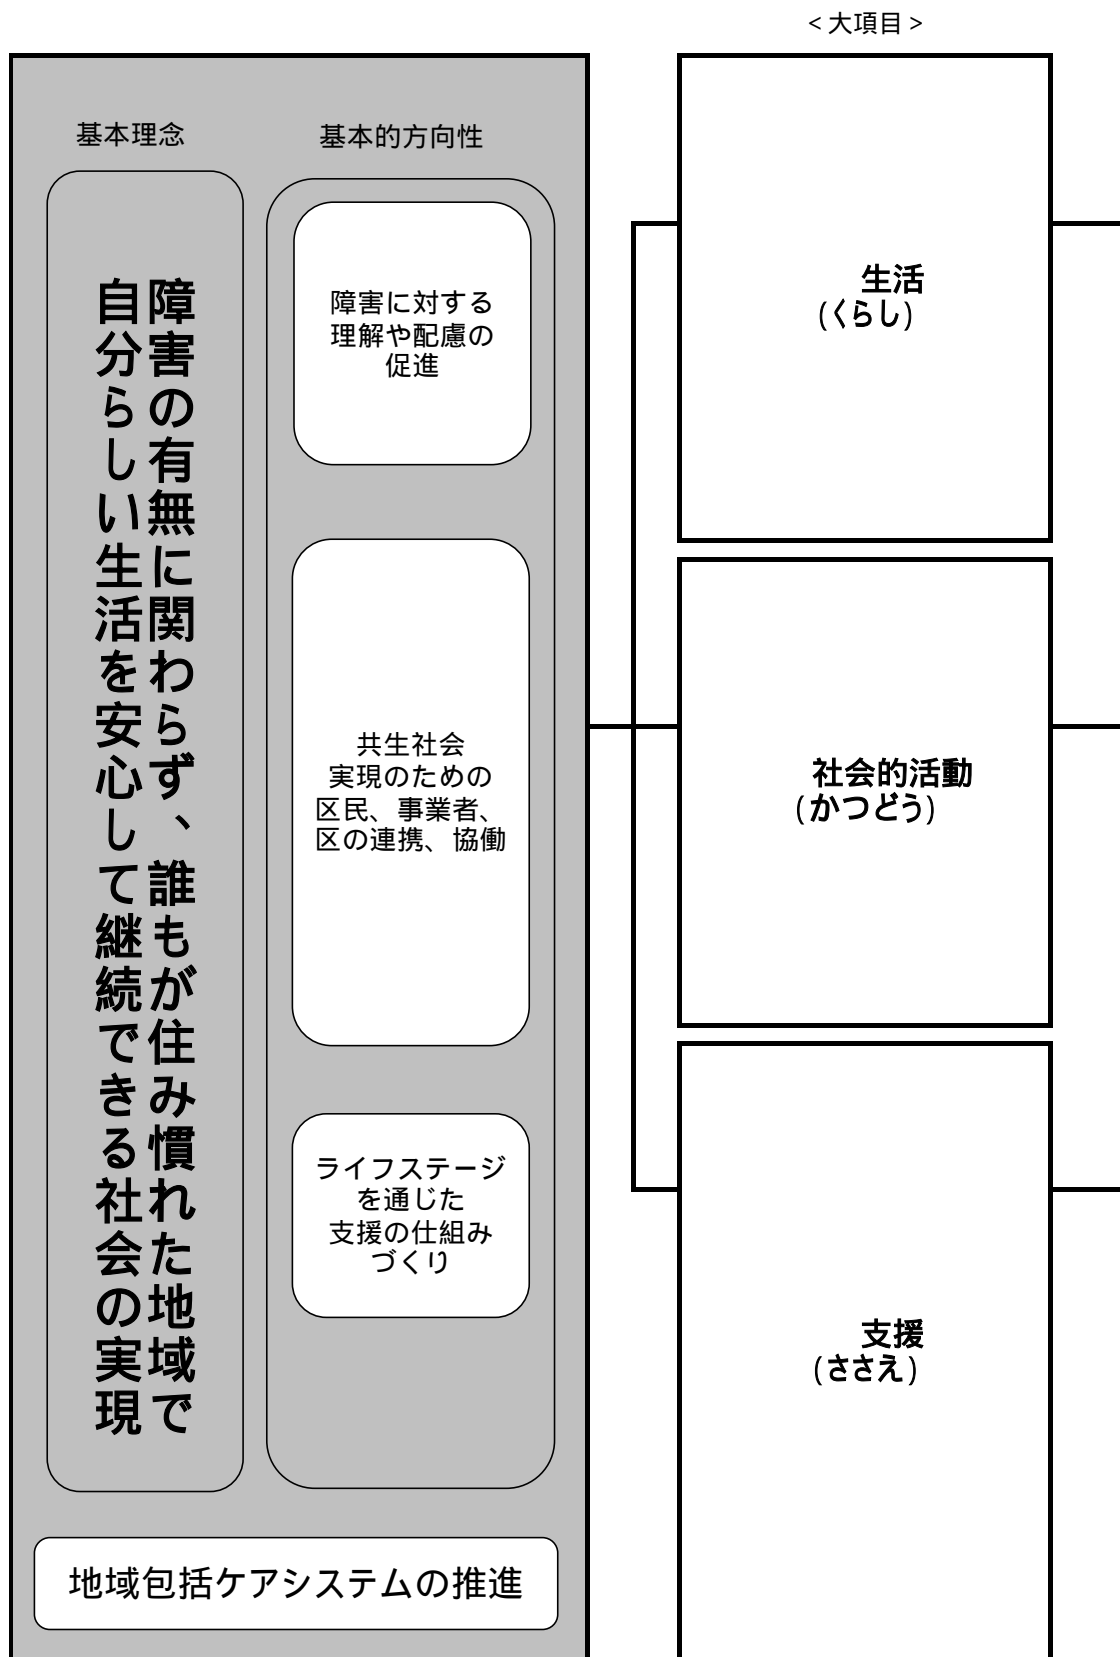 <大項目>
基本理念
基本的方向性
障害の有無に関わらず、誰もが住み慣れた地域で
自分らしい生活を安心して継続できる社会の実現
障害に対する
理解や配慮の
促進
共生社会
実現のための
区民、事業者、
区の連携、協働
ライフステージ
を通じた
支援の仕組み
づくり
地域包括ケアシステムの推進
生活
(くらし)
社会的活動
(かつどう)
支援
(ささえ)